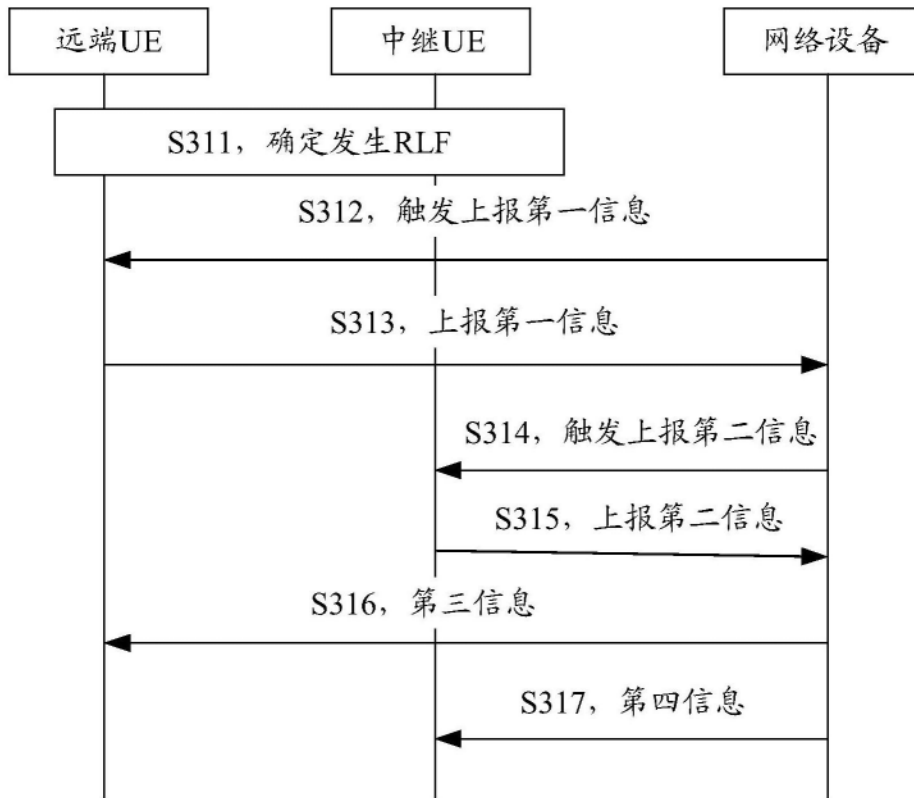 远端UE
中继UE
网络设备
S311，确定发生RLF
S312，触发上报第一信息
S313，上报第一信息
S314，触发上报第二信息
S315，上报第二信息
S316，第三信息
S317，第四信息